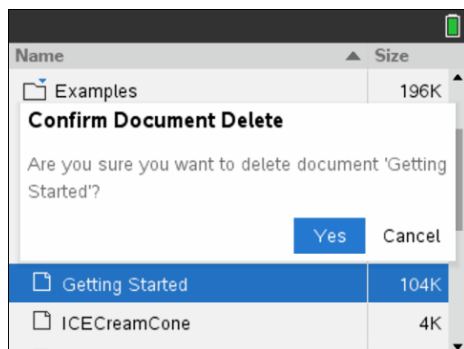 Name Size
Examples 196K
Confirm Document Delete
Are you sure you want to delete document 'Getting
Started'?
Yes Cancel
Getting Started 104K
ICECreamCone 4K